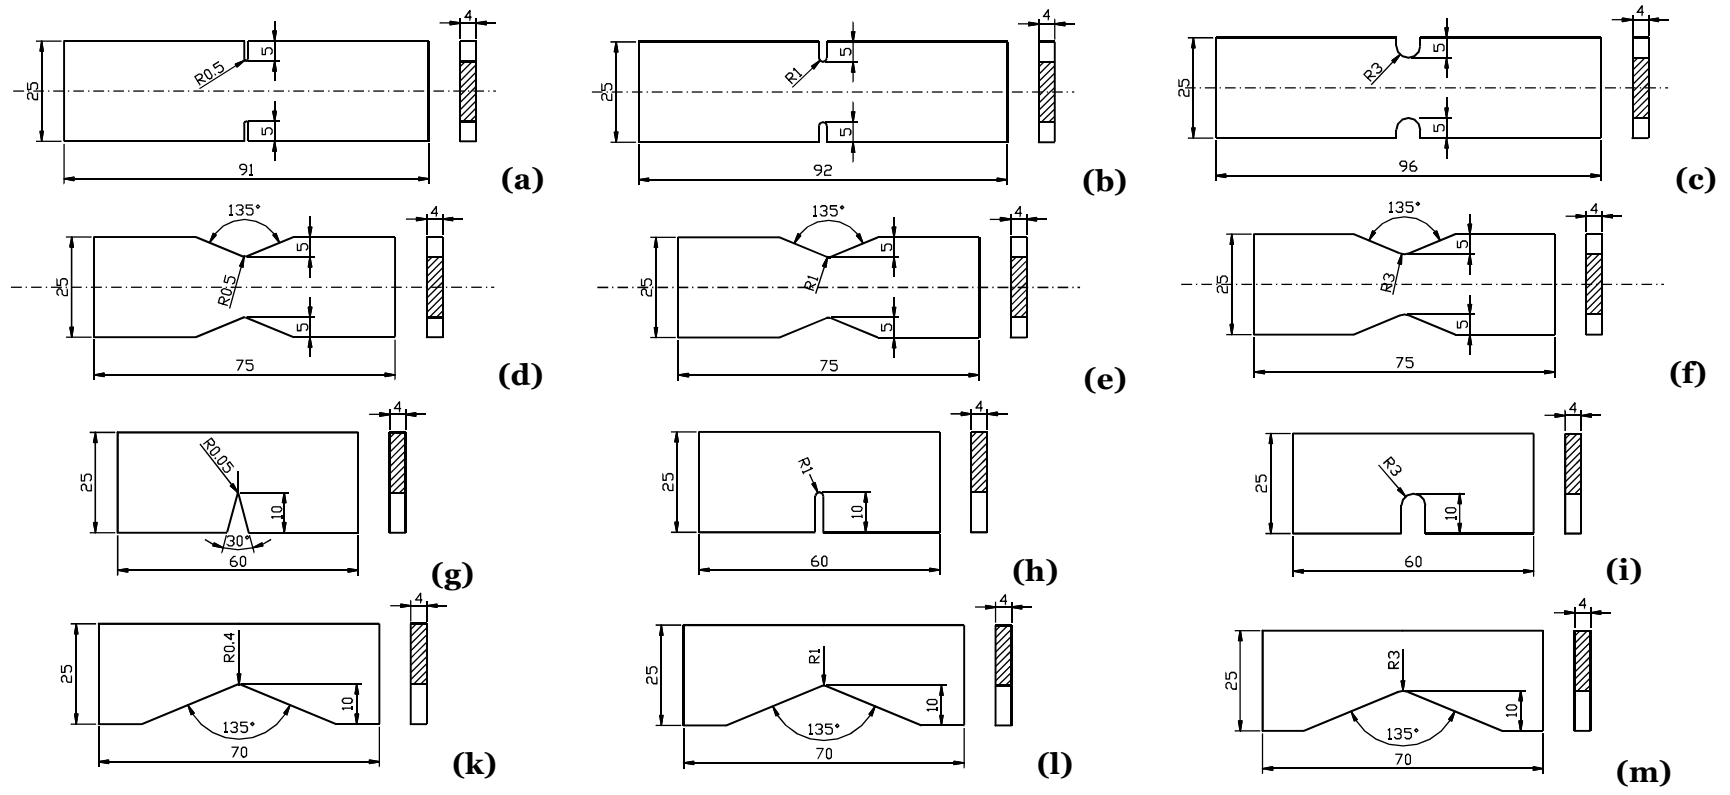 4 4 4
25 R0.5 5 5 91 (a)
25 R1 5 5 92 (b)
25 R3 5 5 96 (c)
135° 4 135° 4 135° 4
25 R0.5 5 5 75 (d)
25 R1 5 5 75 (e)
25 R3 5 5 75 (f)
4 4 4
25 R0.05 10 30° 60 (g)
25 R1 10 60 (h)
25 R3 10 60 (i)
4 4 4
25 R0.4 10 135° 70 (k)
25 R1 10 135° 70 (l)
25 R3 10 135° 70 (m)